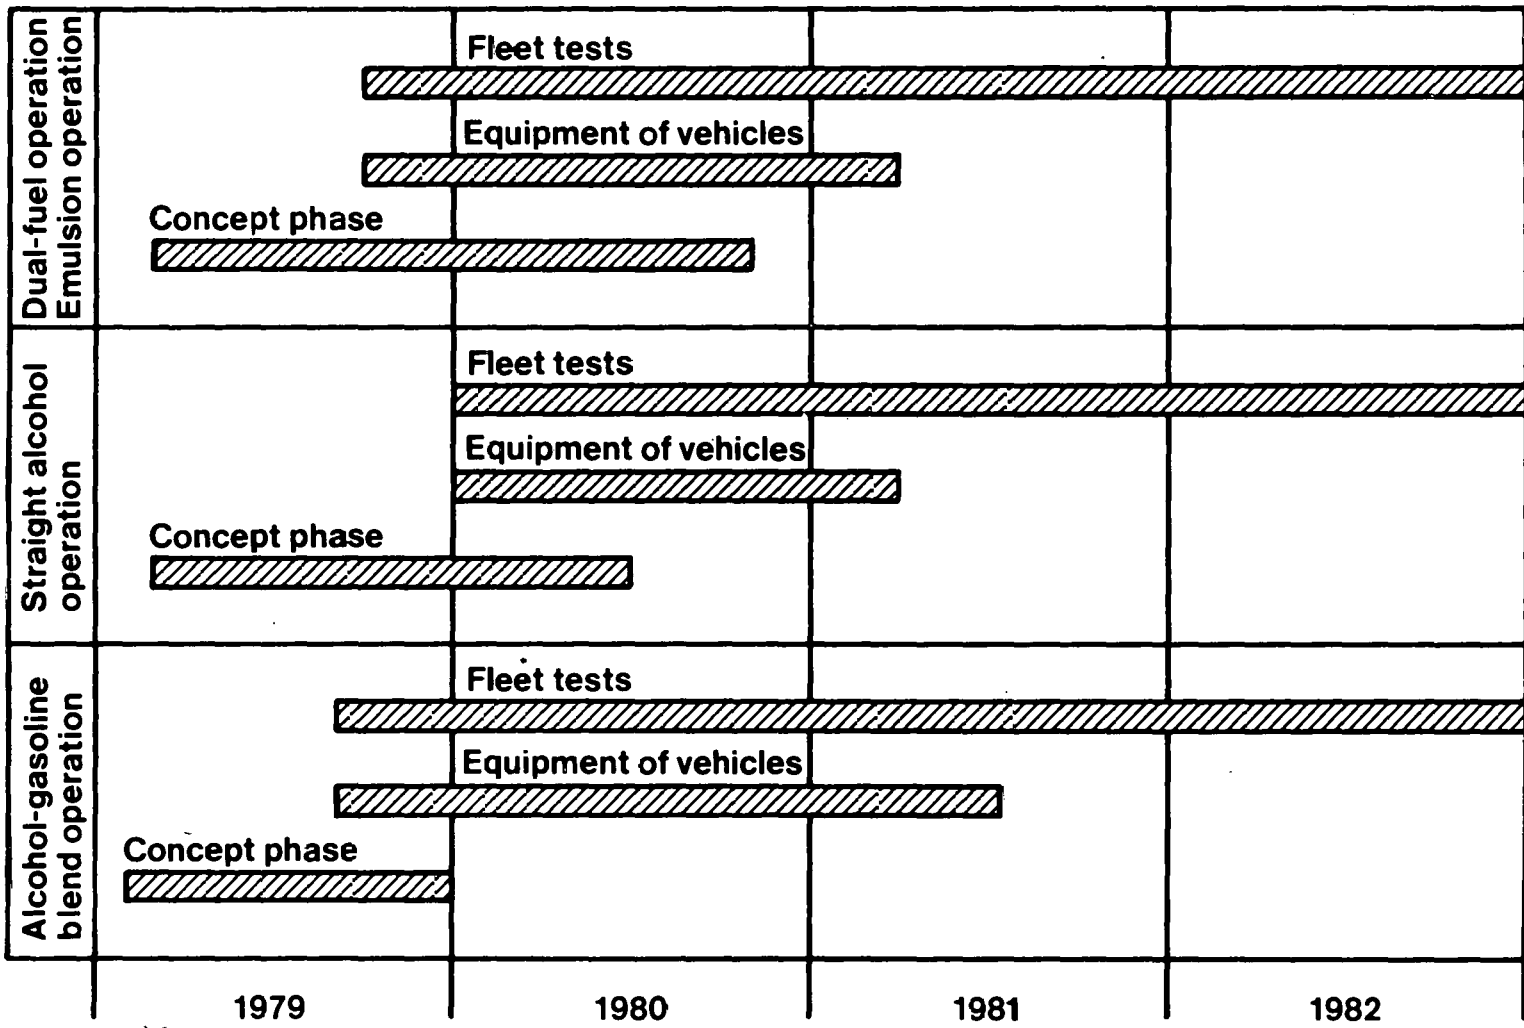 Dual-fuel operation
Emulsion operation
Fleet tests
Equipment of vehicles
Concept phase
Straight alcohol
operation
Fleet tests
Equipment of vehicles
Concept phase
Alcohol-gasoline
blend operation
Fleet tests
Equipment of vehicles
Concept phase
1979 1980 1981 1982